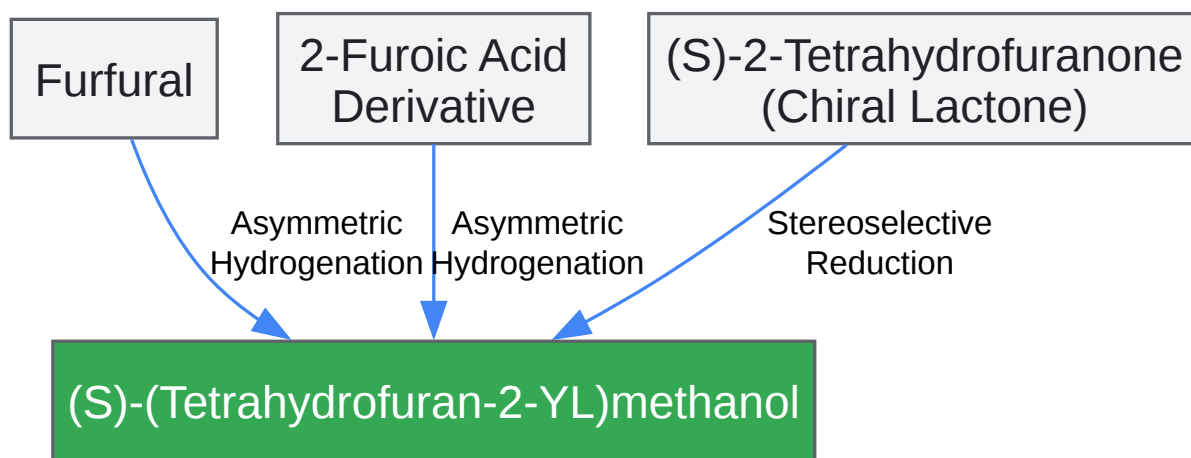 Furfural
2-Furoic Acid
Derivative
(S)-2-Tetrahydrofuranone
(Chiral Lactone)
Asymmetric
Hydrogenation
Asymmetric
Hydrogenation
Stereoselective
Reduction
(S)-(Tetrahydrofuran-2-YL)methanol